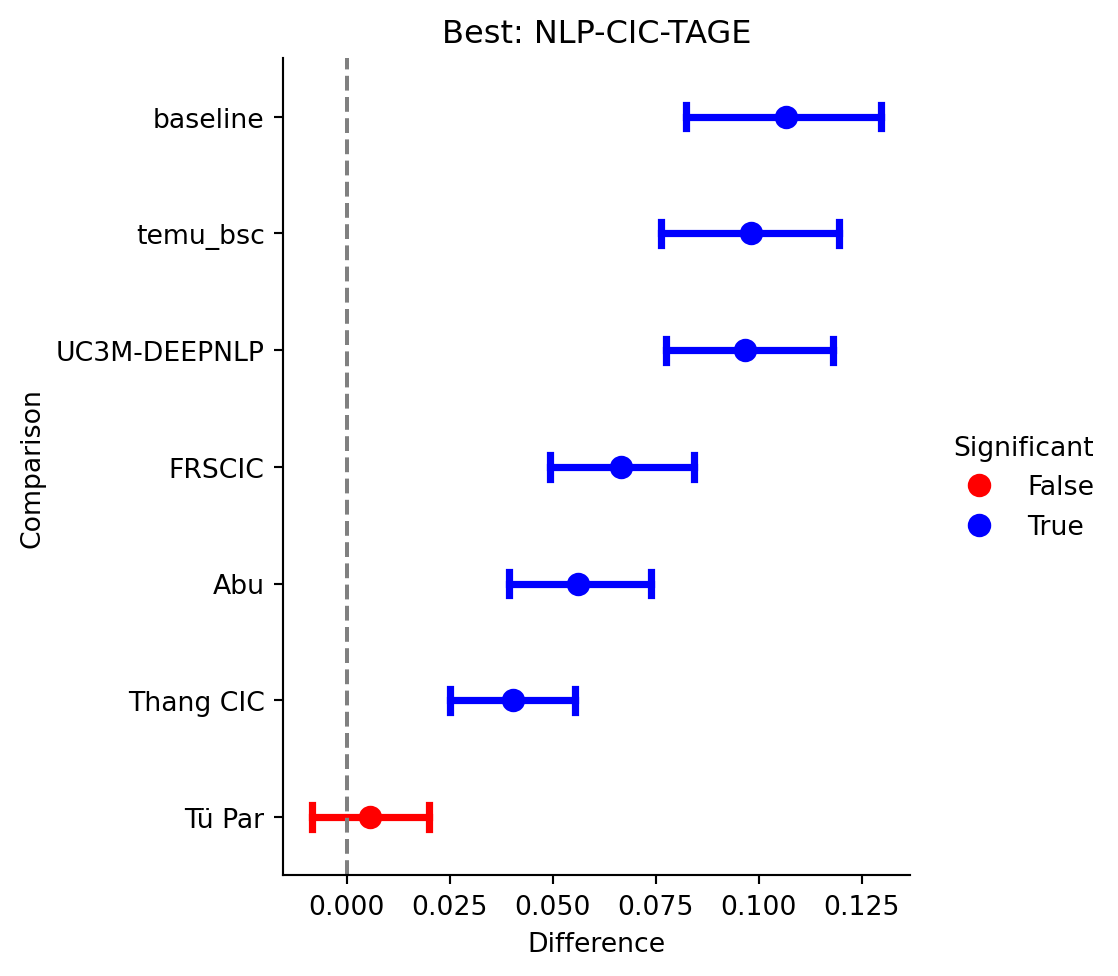 Best: NLP-CIC-TAGE
baseline
temu_bsc
UC3M-DEEPNLP
FRSCIC
Abu
Thang CIC
Tü Par
Comparison
0.000 0.025 0.050 0.075 0.100 0.125
Difference
Significant
False
True